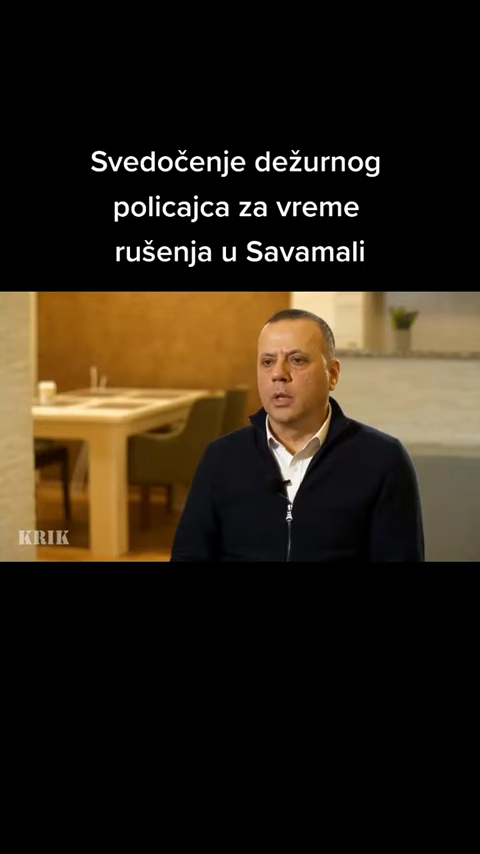 Svedočenje dežurnog
policajca za vreme
rušenja u Savamali
KRIK